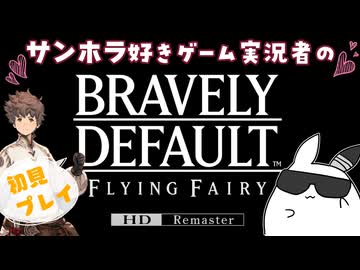 サンホラ好きゲーム実況者の
BRAVELY
DEFAULT™
FLYING FAIRY
HD Remaster
初見
プレイ